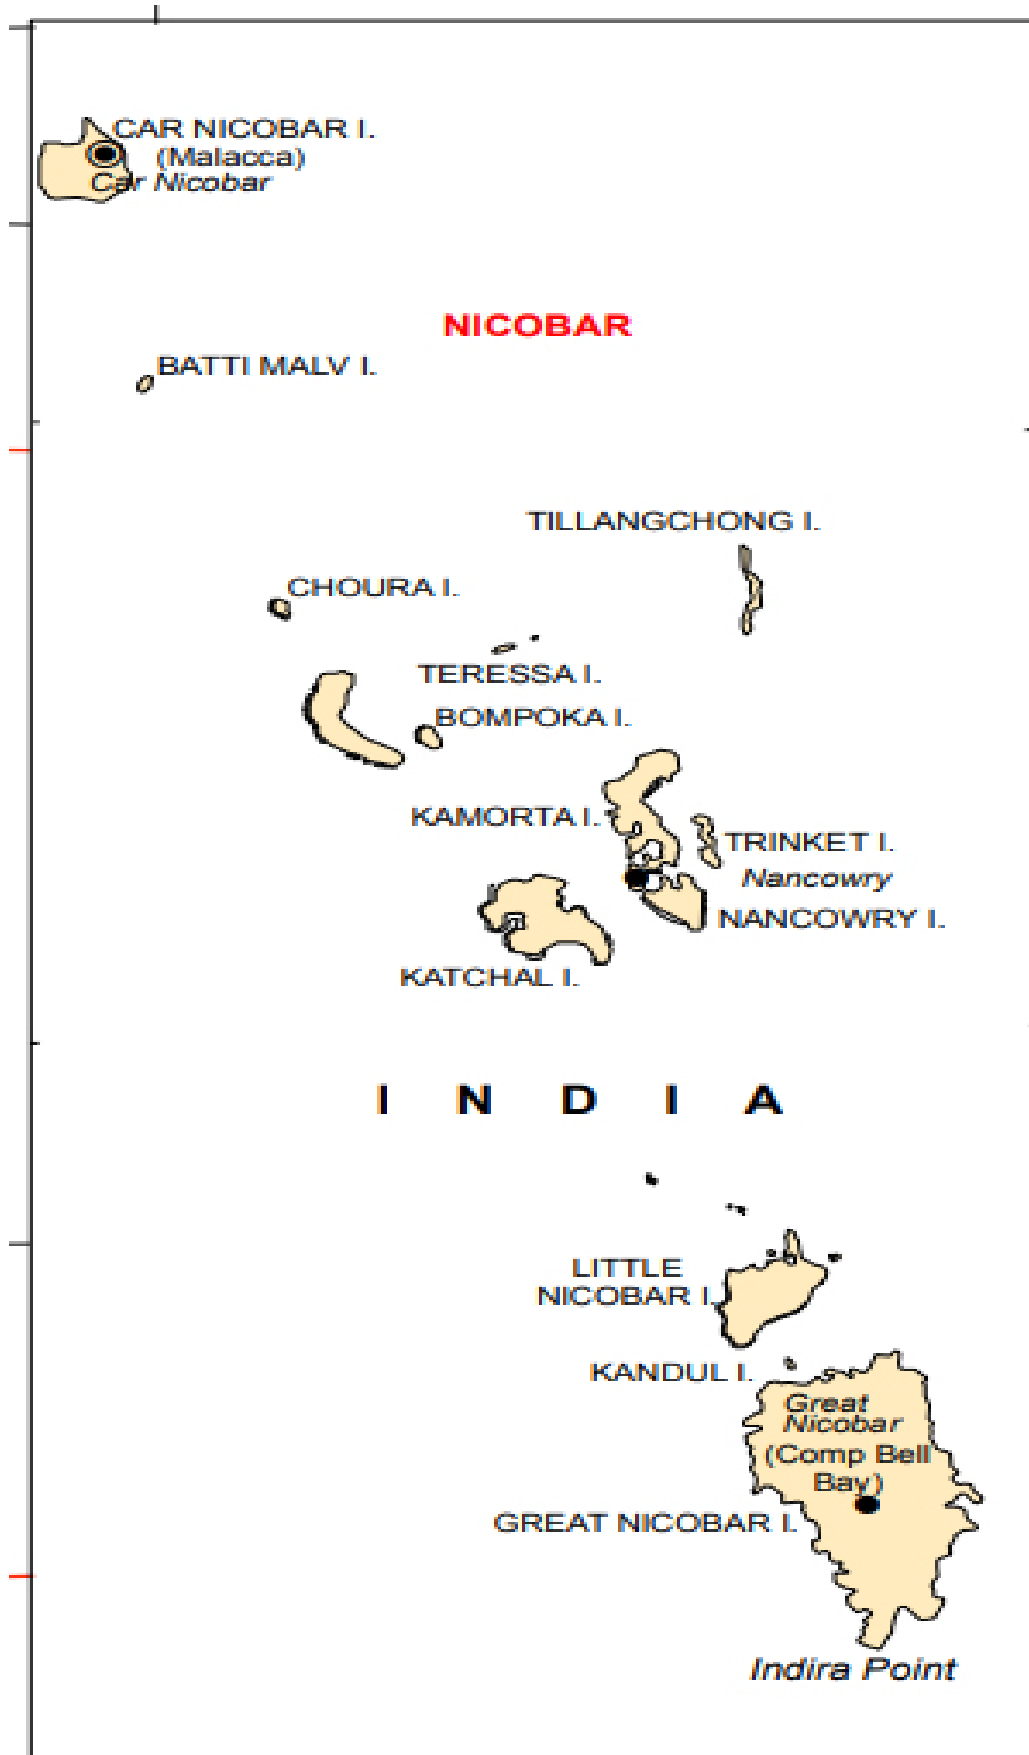 CAR NICOBAR I.
(Malacca)
Car Nicobar
NICOBAR
BATTI MALV I.
TILLANGCHONG I.
CHOURA I.
TERESSA I.
BOMPOKA I.
KAMORTA I.
TRINKET I.
Nancowry
NANCOWRY I.
KATCHAL I.
I N D I A
LITTLE
NICOBAR I.
KANDUL I.
Great
Nicobar
(Comp Bell
Bay)
GREAT NICOBAR I.
Indira Point